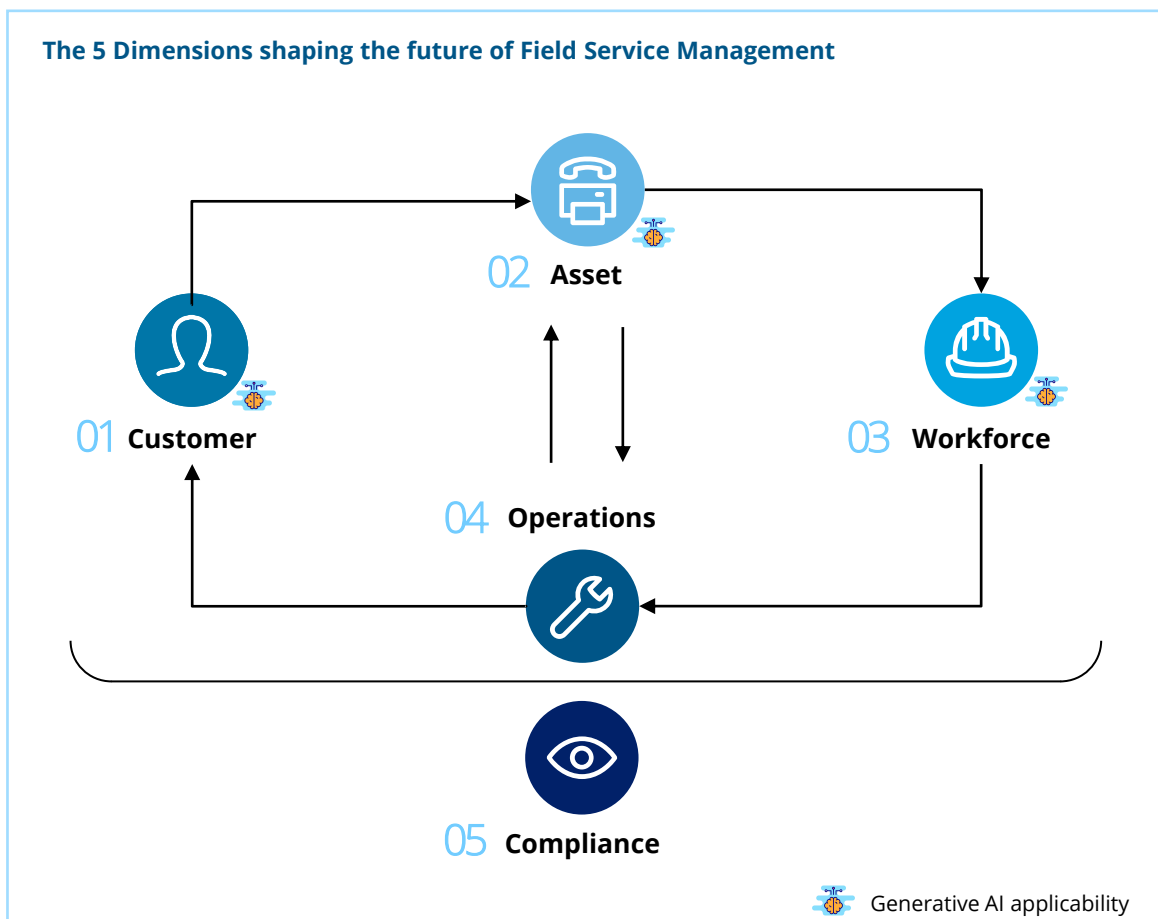 The 5 Dimensions shaping the future of Field Service Management
02 Asset
01 Customer
03 Workforce
04 Operations
05 Compliance
Generative AI applicability